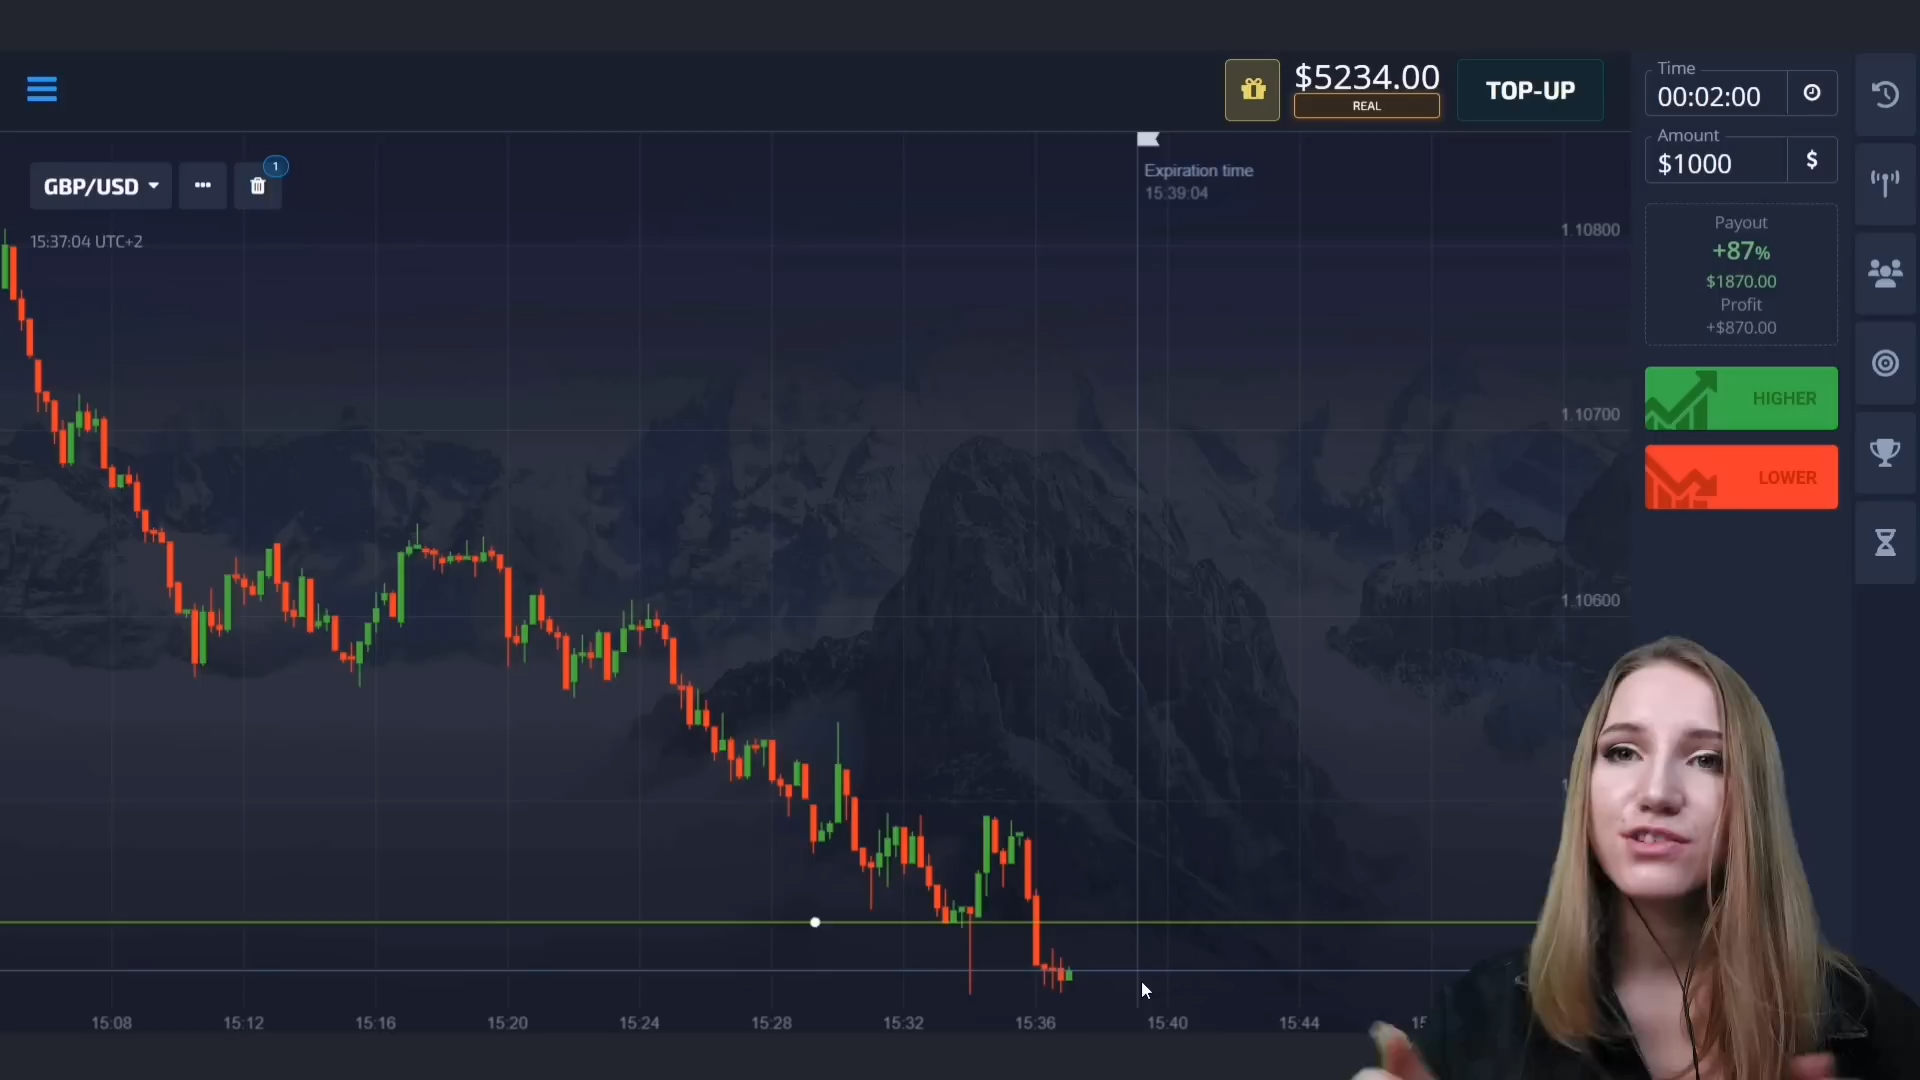 $5234.00
REAL
TOP-UP
Time
00:02:00
Amount
$1000
$
Expiration time
15:39:04
GBP/USD
1
15:37:04 UTC+2
Payout
+87%
$1870.00
Profit
+$870.00
HIGHER
LOWER
1.10800
1.10700
1.10600
15:08
15:12
15:16
15:20
15:24
15:28
15:32
15:36
15:40
15:44